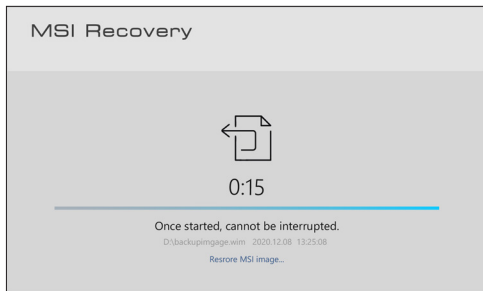 MSI Recovery
0:15
Once started, cannot be interrupted.
D:\backupimgage.wim 2020.12.08 13:25:08
Resrore MSI image...